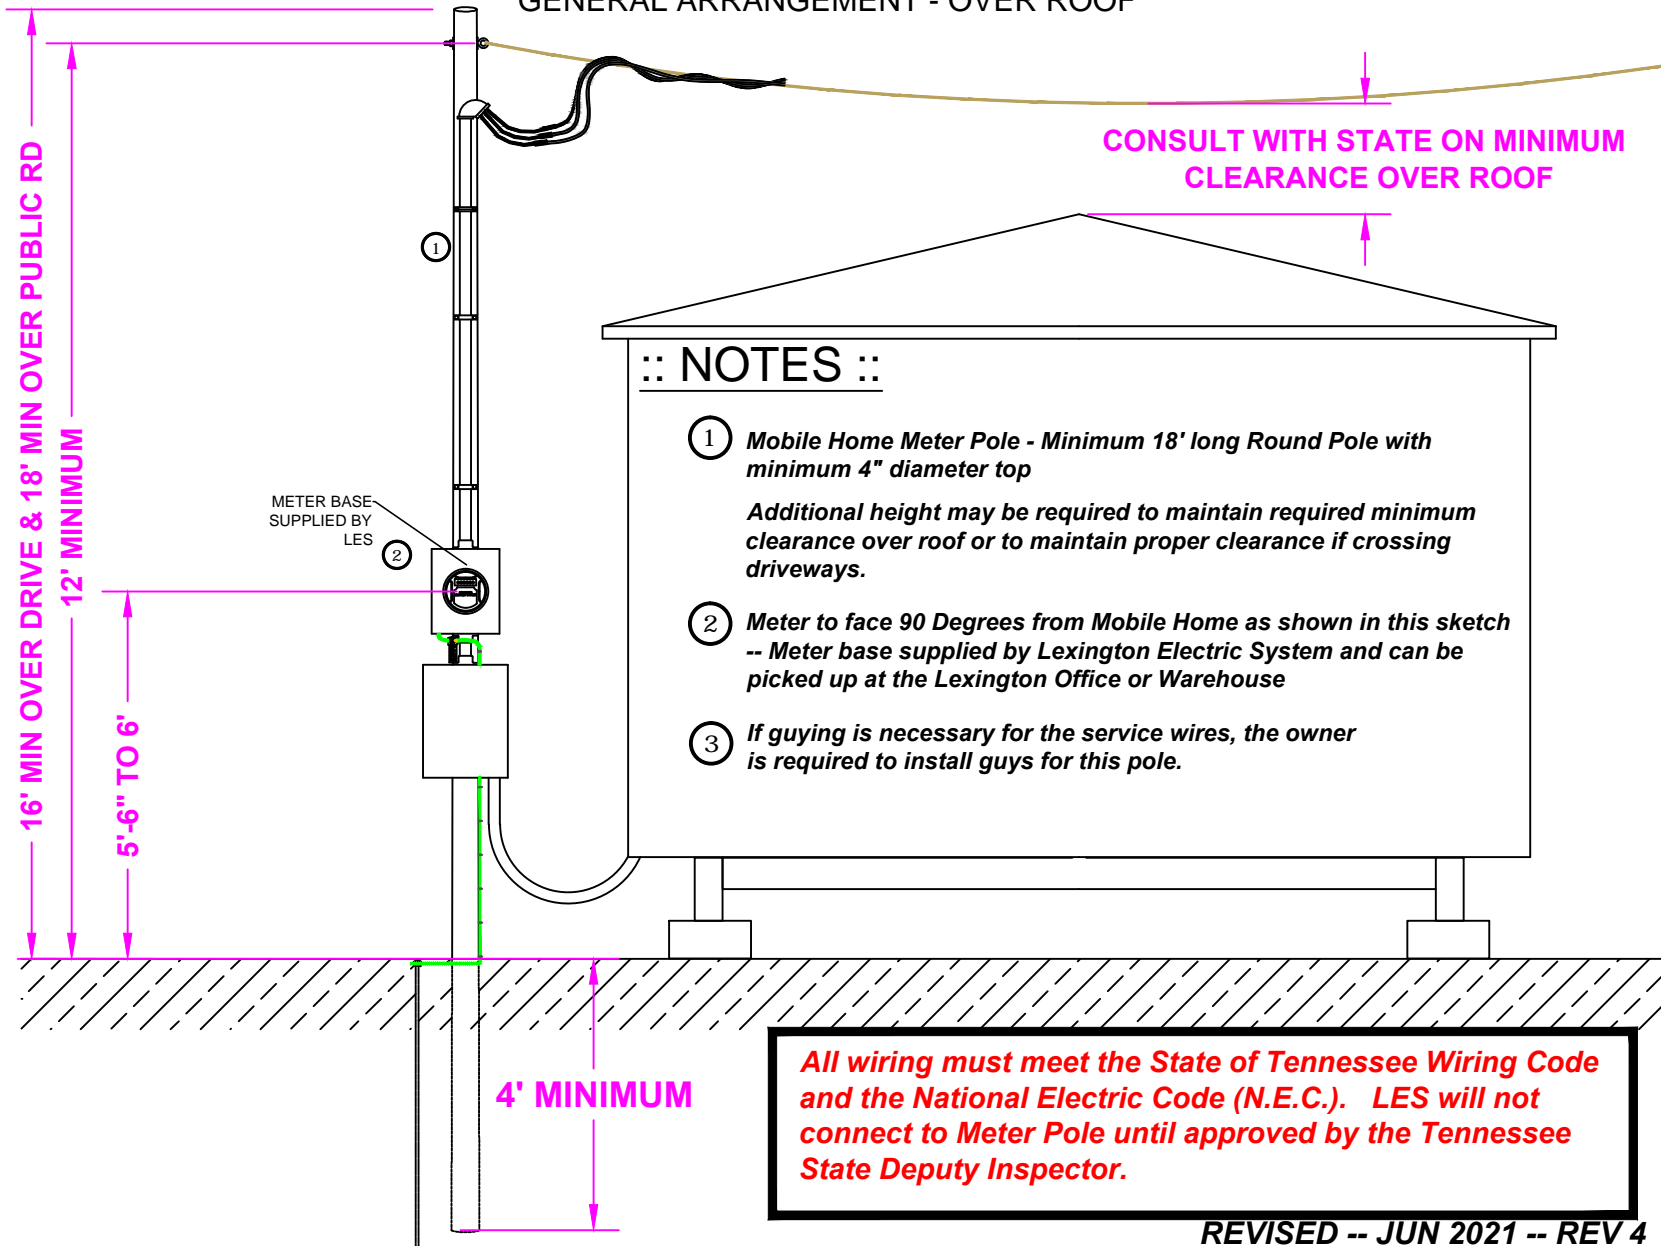 GENERAL ARRANGEMENT - OVER ROOF
16' MIN OVER DRIVE & 18' MIN OVER PUBLIC RD
12' MINIMUM
5'-6" TO 6'
CONSULT WITH STATE ON MINIMUM
CLEARANCE OVER ROOF
1
METER BASE
SUPPLIED BY
LES
2
:: NOTES ::
1 Mobile Home Meter Pole - Minimum 18' long Round Pole with
minimum 4" diameter top
Additional height may be required to maintain required minimum
clearance over roof or to maintain proper clearance if crossing
driveways.
2 Meter to face 90 Degrees from Mobile Home as shown in this sketch
-- Meter base supplied by Lexington Electric System and can be
picked up at the Lexington Office or Warehouse
3 If guying is necessary for the service wires, the owner
is required to install guys for this pole.
4' MINIMUM
All wiring must meet the State of Tennessee Wiring Code
and the National Electric Code (N.E.C.). LES will not
connect to Meter Pole until approved by the Tennessee
State Deputy Inspector.
REVISED -- JUN 2021 -- REV 4